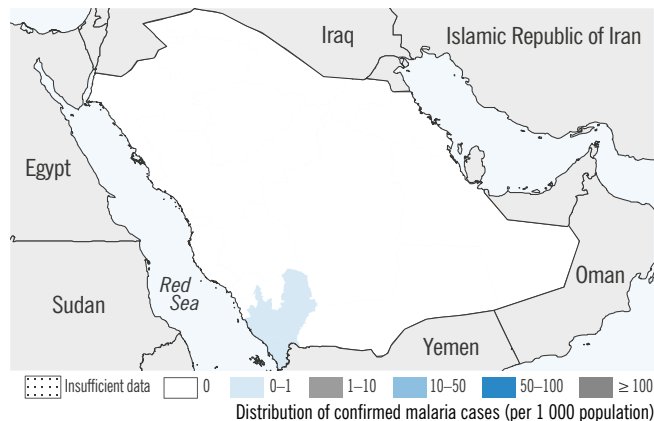 Iraq
Islamic Republic of Iran
Egypt
Red
Sea
Oman
Sudan
Yemen
Insufficient data 0 0–1 1–10 10–50 50–100 ≥ 100
Distribution of confirmed malaria cases (per 1 000 population)